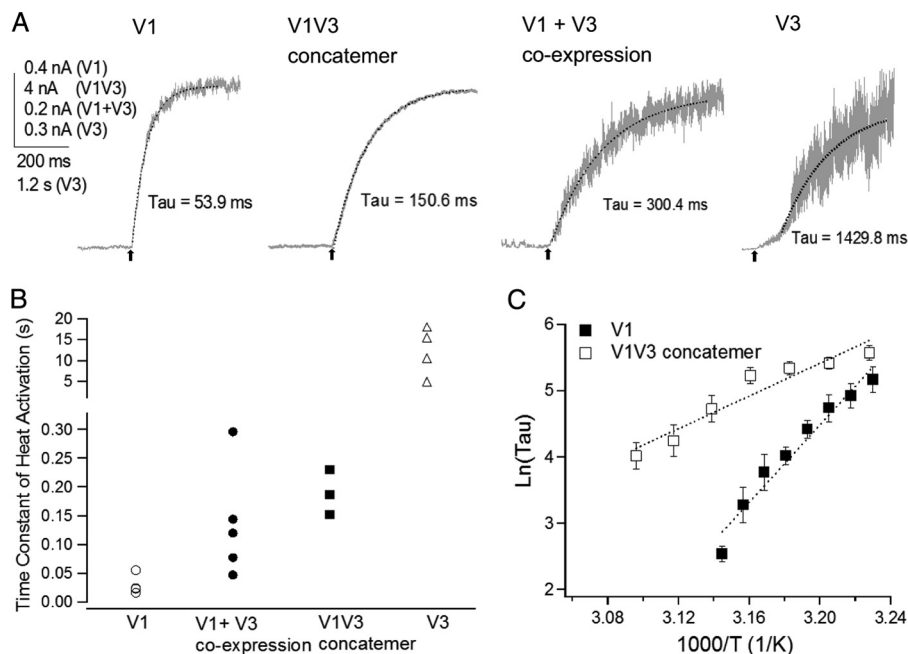 A
V1
V1V3
concatemer
V1 + V3
co-expression
V3
0.4 nA (V1)
4 nA (V1V3)
0.2 nA (V1+V3)
0.3 nA (V3)
200 ms
1.2 s (V3)
Tau = 53.9 ms
Tau = 150.6 ms
Tau = 300.4 ms
Tau = 1429.8 ms
B
Time Constant of Heat Activation (s)
20
15
10
5
0.30
0.25
0.20
0.15
0.10
0.05
0.00
V1
V1+ V3
co-expression
V1V3
concatemer
V3
C
V1
V1V3 concatemer
Ln(Tau)
6
5
4
3
2
3.08
3.12
3.16
3.20
3.24
1000/T (1/K)